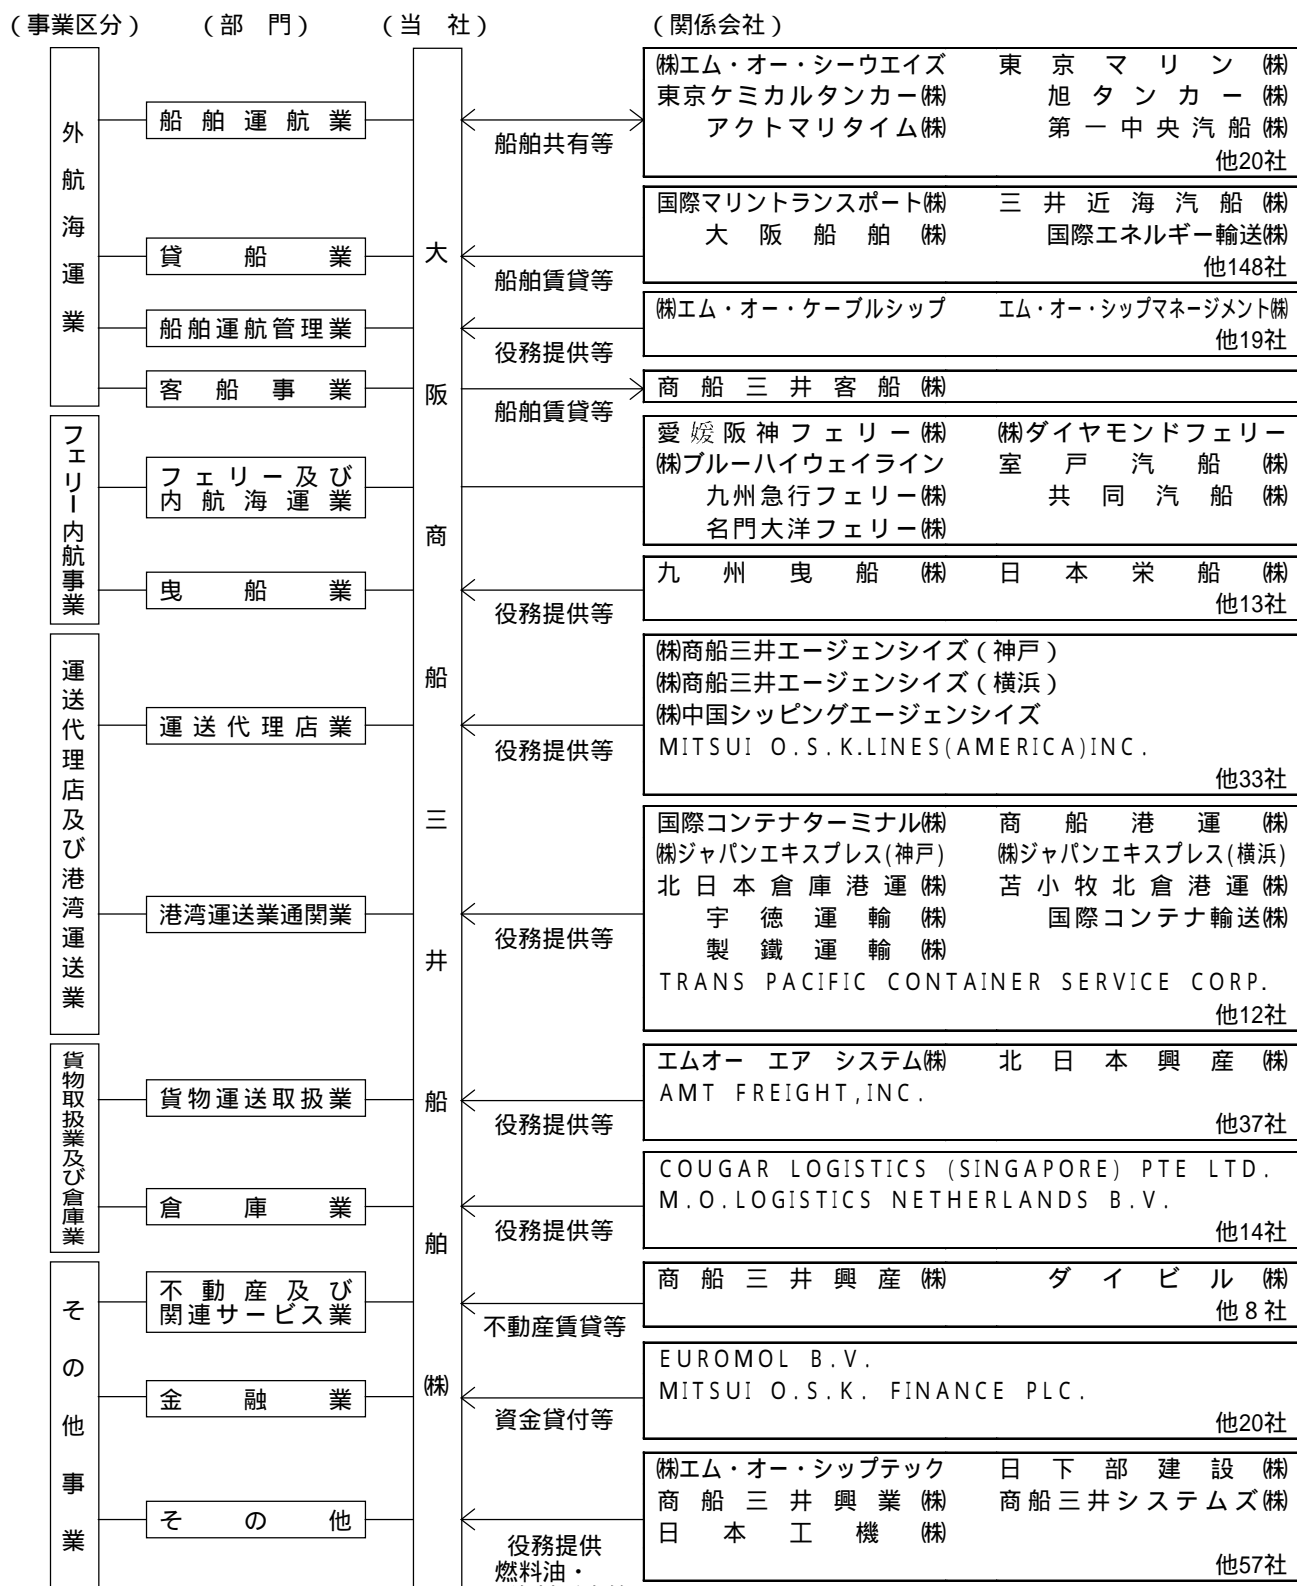 （事業区分） （部　門） （当　社） （関係会社）
外航海運業
船舶運航業
船舶共有等
㈱エム・オー・シーウエイズ 東京マリン㈱
東京ケミカルタンカー㈱ 旭タンカー㈱
アクトマリタイム㈱ 第一中央汽船㈱
他20社
貸船業
船舶賃貸等
国際マリントランスポート㈱ 三井近海汽船㈱
大阪船舶㈱ 国際エネルギー輸送㈱
他148社
船舶運航管理業
役務提供等
㈱エム・オー・ケーブルシップ エム・オー・シップマネージメント㈱
他19社
客船事業
船舶賃貸等
商船三井客船㈱
大阪商船三井船舶㈱
フェリー内航事業
フェリー及び
内航海運業
愛媛阪神フェリー㈱ ㈱ダイヤモンドフェリー
㈱ブルーハイウェイライン 室戸汽船㈱
九州急行フェリー㈱ 共同汽船㈱
名門大洋フェリー㈱
曳船業
役務提供等
九州曳船㈱ 日本栄船㈱
他13社
運送代理店及び港湾運送業
運送代理店業
役務提供等
㈱商船三井エージェンシイズ（神戸）
㈱商船三井エージェンシイズ（横浜）
㈱中国シッピングエージェンシイズ
MITSUI O.S.K.LINES(AMERICA)INC.
他33社
港湾運送業通関業
役務提供等
国際コンテナターミナル㈱ 商船港運㈱
㈱ジャパンエキスプレス(神戸) ㈱ジャパンエキスプレス(横浜)
北日本倉庫港運㈱ 苫小牧北倉港運㈱
宇徳運輸㈱ 国際コンテナ輸送㈱
製鐵運輸㈱
TRANS PACIFIC CONTAINER SERVICE CORP.
他12社
貨物取扱業及び倉庫業
貨物運送取扱業
役務提供等
エムオー エア システム㈱ 北日本興産㈱
AMT FREIGHT,INC.
他37社
倉庫業
役務提供等
COUGAR LOGISTICS (SINGAPORE) PTE LTD.
M.O.LOGISTICS NETHERLANDS B.V.
他14社
その他事業
不動産及び
関連サービス業
不動産賃貸等
商船三井興産㈱ ダイビル㈱
他８社
金融業
資金貸付等
EUROMOL B.V.
MITSUI O.S.K. FINANCE PLC.
他20社
その他
役務提供
燃料油・
㈱エム・オー・シップテック 日下部建設㈱
商船三井興業㈱ 商船三井システムズ㈱
日本工機㈱
他57社